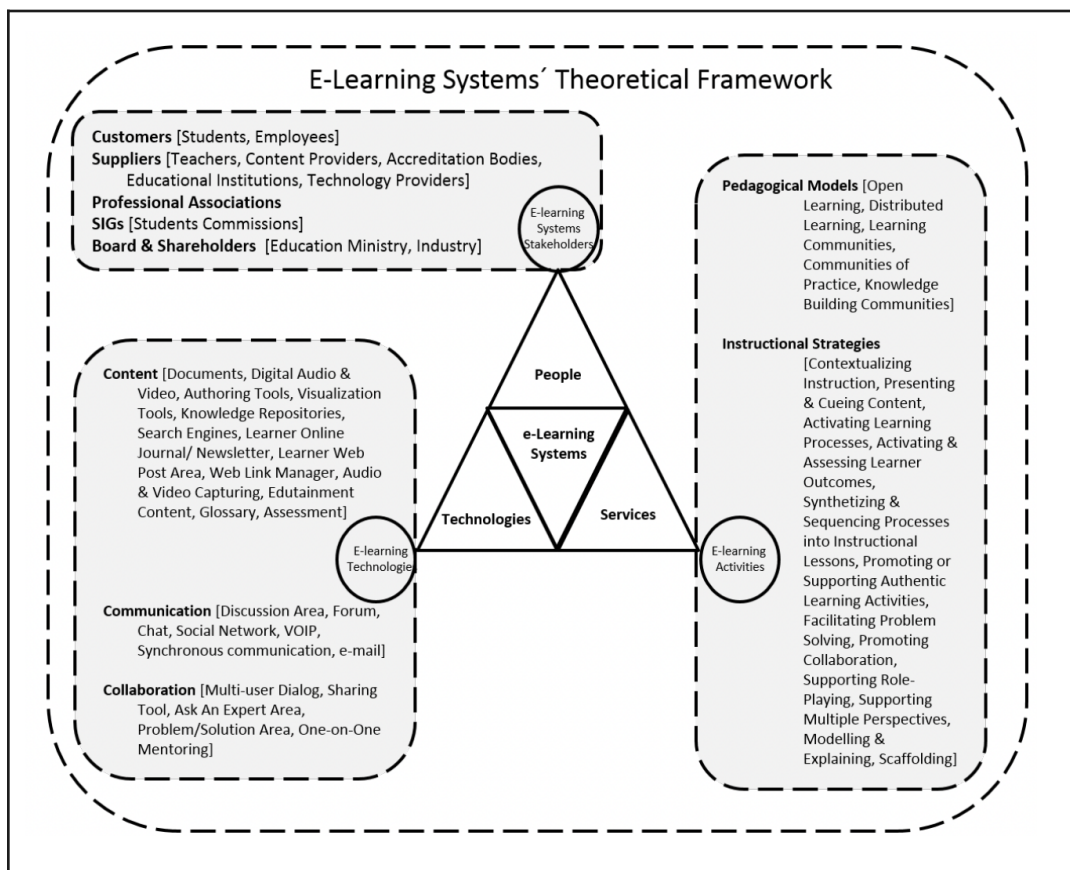 E-Learning Systems´ Theoretical Framework
Customers [Students, Employees]
Suppliers [Teachers, Content Providers, Accreditation Bodies,
Educational Institutions, Technology Providers]
Professional Associations
SIGs [Students Commissions]
Board & Shareholders [Education Ministry, Industry]
E-learning
Systems
Stakeholders
Content [Documents, Digital Audio &
Video, Authoring Tools, Visualization
Tools, Knowledge Repositories,
Search Engines, Learner Online
Journal/ Newsletter, Learner Web
Post Area, Web Link Manager, Audio
& Video Capturing, Edutainment
Content, Glossary, Assessment]
E-learning
Technologie
Communication [Discussion Area, Forum,
Chat, Social Network, VOIP,
Synchronous communication, e-mail]
Collaboration [Multi-user Dialog, Sharing
Tool, Ask An Expert Area,
Problem/Solution Area, One-on-One
Mentoring]
People
e-Learning
Systems
Technologies
Services
E-learning
Activities
Pedagogical Models [Open
Learning, Distributed
Learning, Learning
Communities,
Communities of
Practice, Knowledge
Building Communities]
Instructional Strategies
[Contextualizing
Instruction, Presenting
& Cueing Content,
Activating Learning
Processes, Activating &
Assessing Learner
Outcomes,
Synthetizing &
Sequencing Processes
into Instructional
Lessons, Promoting or
Supporting Authentic
Learning Activities,
Facilitating Problem
Solving, Promoting
Collaboration,
Supporting Role-
Playing, Supporting
Multiple Perspectives,
Modelling &
Explaining, Scaffolding]